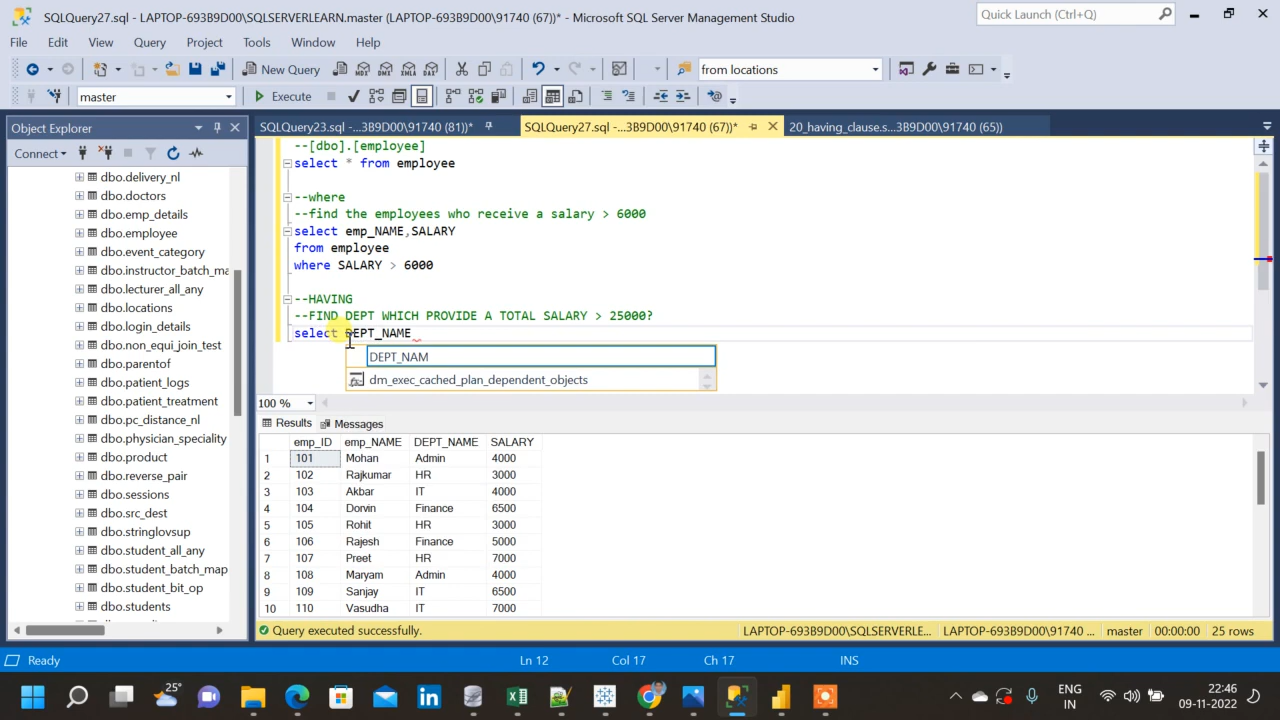 SQLQuery27.sql - LAPTOP-693B9D00\SQLSERVERLEARN.master (LAPTOP-693B9D00\91740 (67))* - Microsoft SQL Server Management Studio
Quick Launch (Ctrl+Q)
File Edit View Query Project Tools Window Help
New Query MDX DMX XMLA DAX from locations
master Execute
Object Explorer
SQLQuery23.sql -...3B9D00\91740 (81))* SQLQuery27.sql -...3B9D00\91740 (67))* 20_having_clause.s...3B9D00\91740 (65))
Connect
dbo.delivery_nl
dbo.doctors
dbo.emp_details
dbo.employee
dbo.event_category
dbo.instructor_batch_ma
dbo.lecturer_all_any
dbo.locations
dbo.login_details
dbo.non_equi_join_test
dbo.parentof
dbo.patient_logs
dbo.patient_treatment
dbo.pc_distance_nl
dbo.physician_speciality
dbo.product
dbo.reverse_pair
dbo.sessions
dbo.src_dest
dbo.stringlovsup
dbo.student_all_any
dbo.student_batch_map
dbo.student_bit_op
dbo.students
--[dbo].[employee]
select * from employee
--where
--find the employees who receive a salary > 6000
select emp_NAME,SALARY
from employee
where SALARY > 6000
--HAVING
--FIND DEPT WHICH PROVIDE A TOTAL SALARY > 25000?
select DEPT_NAME
DEPT_NAM
dm_exec_cached_plan_dependent_objects
100 %
Results Messages
emp_ID emp_NAME DEPT_NAME SALARY
1 101 Mohan Admin 4000
2 102 Rajkumar HR 3000
3 103 Akbar IT 4000
4 104 Dorvin Finance 6500
5 105 Rohit HR 3000
6 106 Rajesh Finance 5000
7 107 Preet HR 7000
8 108 Maryam Admin 4000
9 109 Sanjay IT 6500
10 110 Vasudha IT 7000
Query executed successfully. LAPTOP-693B9D00\SQLSERVERLE... LAPTOP-693B9D00\91740 ... master 00:00:00 25 rows
Ready Ln 12 Col 17 Ch 17 INS
25°
ENG
IN
22:46
09-11-2022